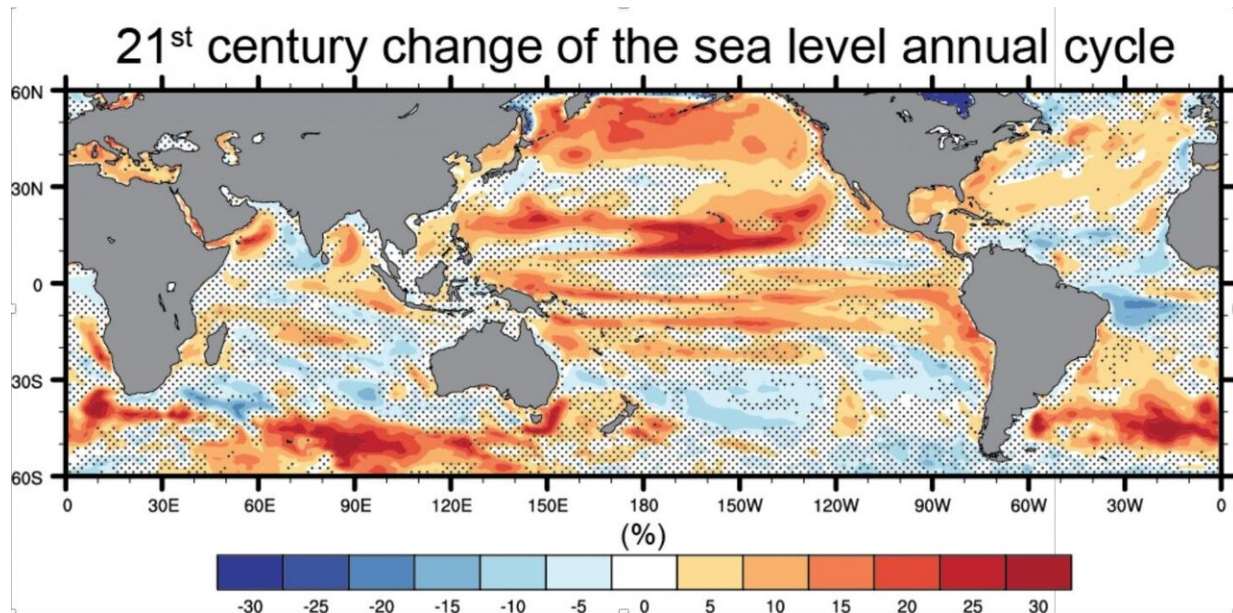 21st century change of the sea level annual cycle
60N
30N
0
30S
60S
0 30E 60E 90E 120E 150E 180 150W 120W 90W 60W 30W 0
(%)
-30 -25 -20 -15 -10 -5 0 5 10 15 20 25 30